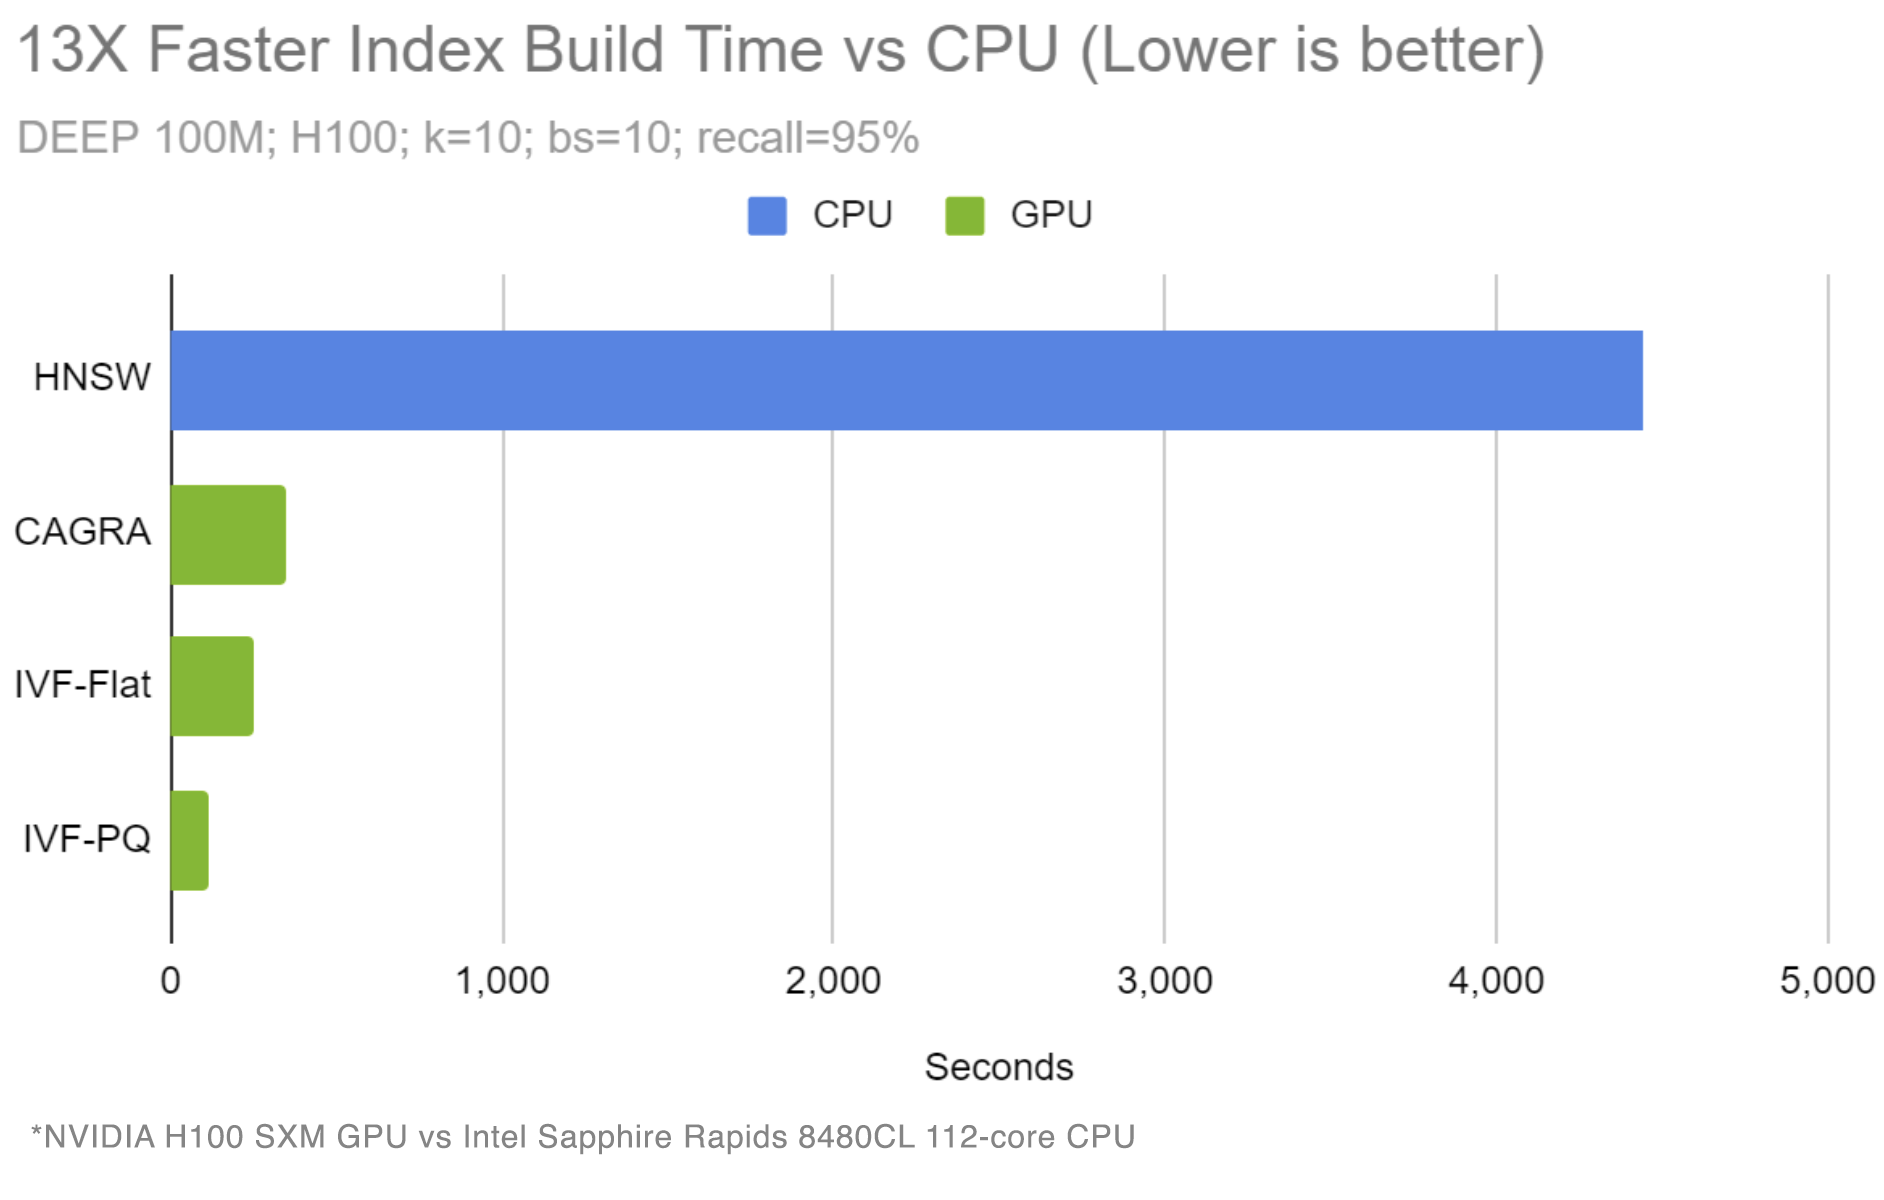 13X Faster Index Build Time vs CPU (Lower is better)
DEEP 100M; H100; k=10; bs=10; recall=95%
CPU GPU
HNSW
CAGRA
IVF-Flat
IVF-PQ
0 1,000 2,000 3,000 4,000 5,000
Seconds
*NVIDIA H100 SXM GPU vs Intel Sapphire Rapids 8480CL 112-core CPU